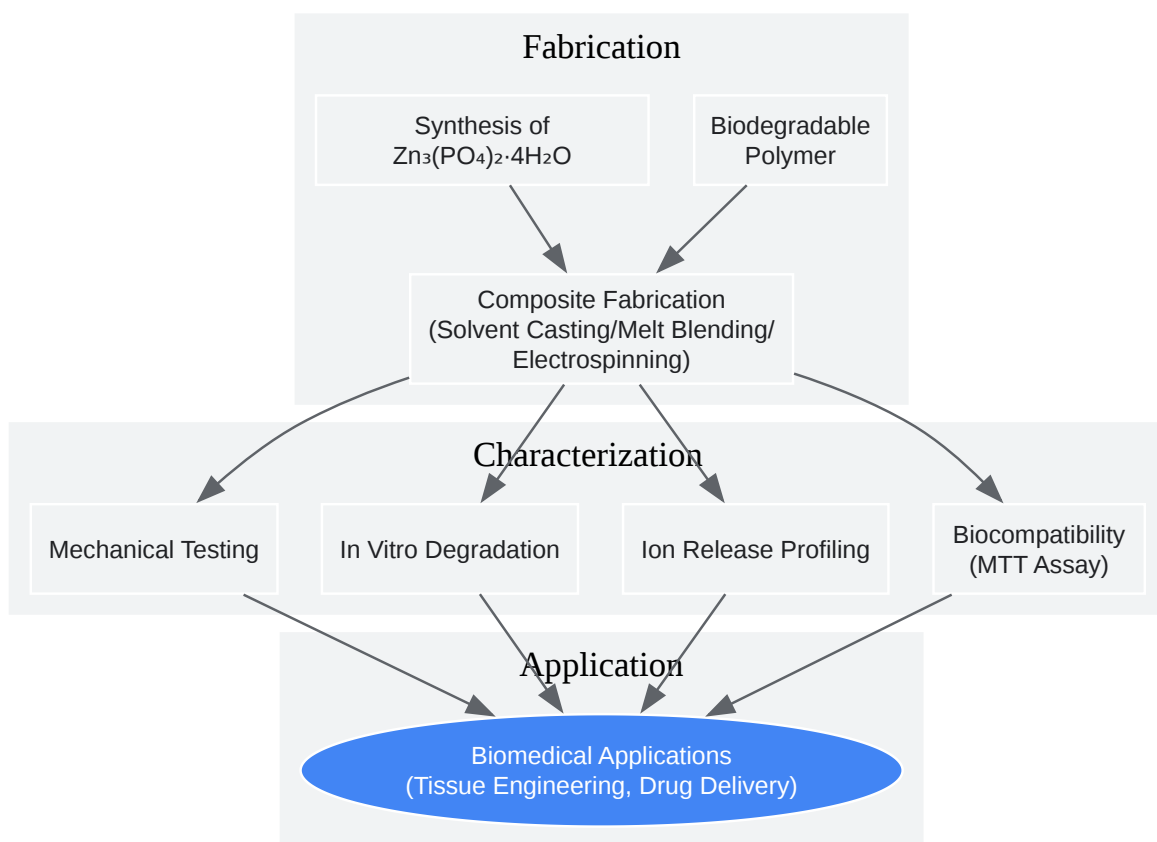 Fabrication
Synthesis of
Zn₃(PO₄)₂·4H₂O
Biodegradable
Polymer
Composite Fabrication
(Solvent Casting/Melt Blending/
Electrospinning)
Characterization
Mechanical Testing
In Vitro Degradation
Ion Release Profiling
Biocompatibility
(MTT Assay)
Application
Biomedical Applications
(Tissue Engineering, Drug Delivery)